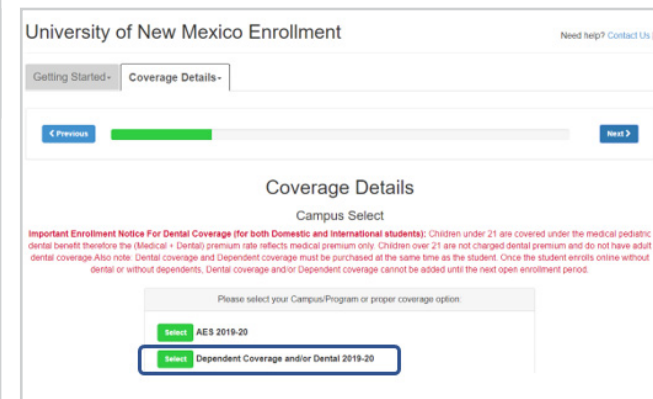 University of New Mexico Enrollment
Need help? Contact Us |
Getting Started-
Coverage Details-
Previous
Next
Coverage Details
Campus Select
Important Enrollment Notice For Dental Coverage (for both Domestic and International students): Children under 21 are covered under the medical pediatric
dental benefit therefore the (Medical + Dental) premium rate reflects medical premium only. Children over 21 are not charged dental premium and do not have adult
dental coverage.Also note: Dental coverage and Dependent coverage must be purchased at the same time as the student. Once the student enrolls online without
dental or without dependents, Dental coverage and/or Dependent coverage cannot be added until the next open enrollment period.
Please select your Campus/Program or proper coverage option.
Select AES 2019-20
Select Dependent Coverage and/or Dental 2019-20